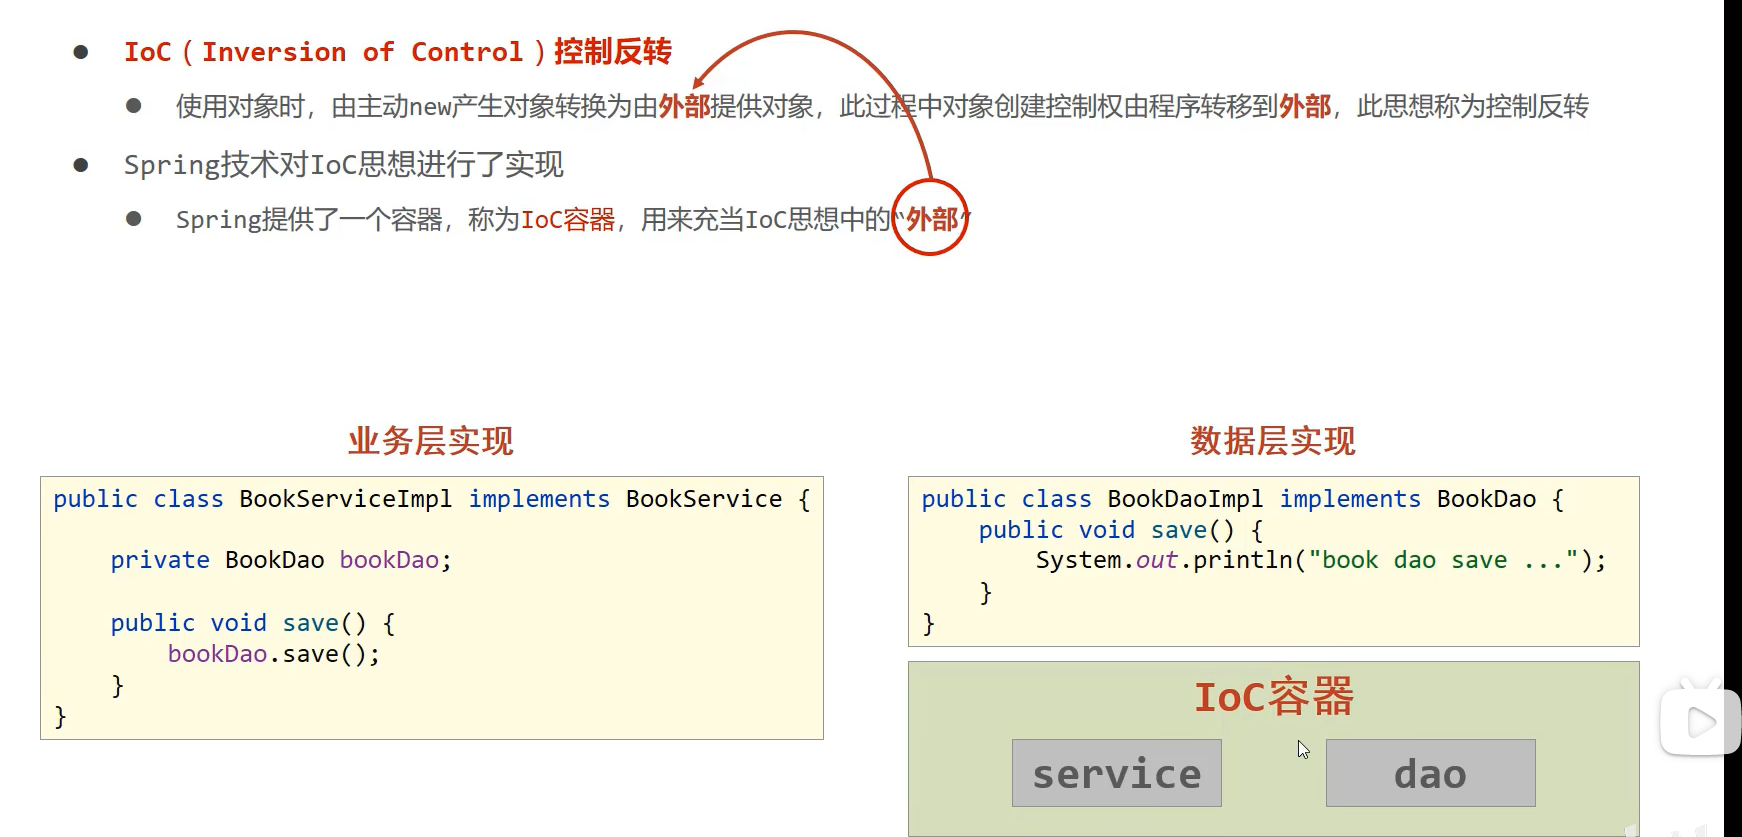 IoC（Inversion of Control）控制反转
使用对象时，由主动new产生对象转换为由外部提供对象，此过程中对象创建控制权由程序转移到外部，此思想称为控制反转
Spring技术对IoC思想进行了实现
Spring提供了一个容器，称为IoC容器，用来充当IoC思想中的“外部”
业务层实现
public class BookServiceImpl implements BookService {
private BookDao bookDao;
public void save() {
bookDao.save();
}
}
数据层实现
public class BookDaoImpl implements BookDao {
public void save() {
System.out.println("book dao save ...");
}
}
IoC容器
service
dao